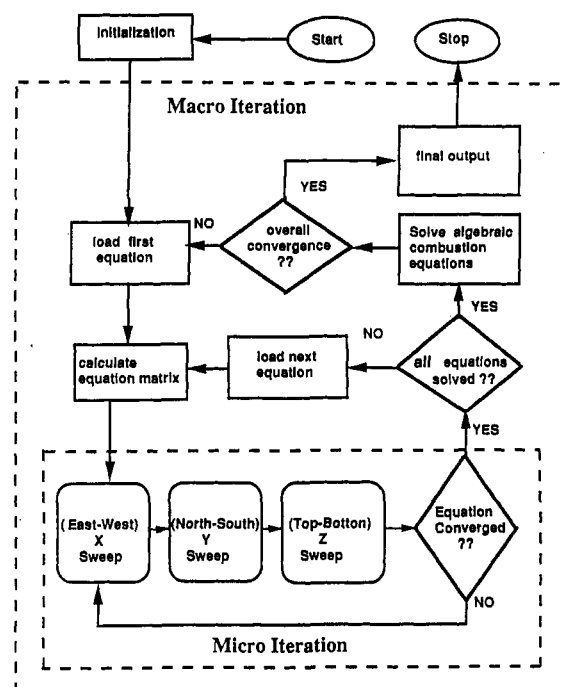 Initialization
Start
Stop
Macro Iteration
final output
YES
NO
overall
convergence
??
load first
equation
Solve algebraic
combustion
equations
YES
NO
calculate
equation matrix
load next
equation
all equations
solved ??
YES
(East-West)
X
Sweep
(North-South)
Y
Sweep
(Top-Botton)
Z
Sweep
Equation
Converged
??
NO
Micro Iteration